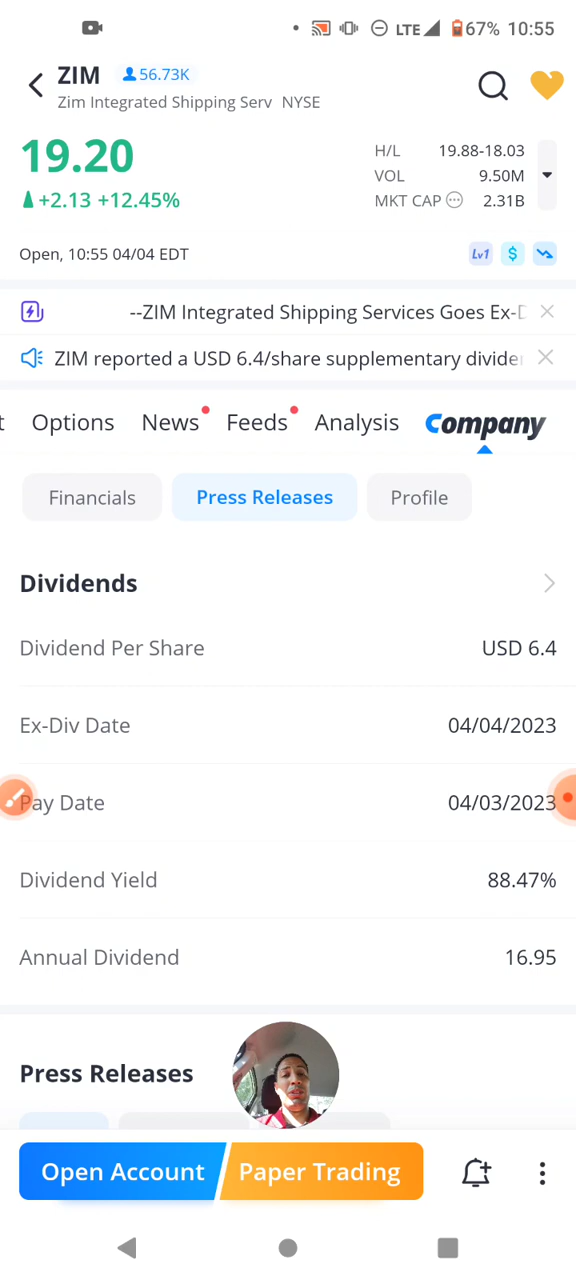 LTE 67% 10:55
ZIM 56.73K
Zim Integrated Shipping Serv NYSE
19.20
+2.13 +12.45%
H/L 19.88-18.03
VOL 9.50M
MKT CAP 2.31B
Open, 10:55 04/04 EDT
Lv1 $
--ZIM Integrated Shipping Services Goes Ex-D
ZIM reported a USD 6.4/share supplementary divide
t Options News Feeds Analysis Company
Financials Press Releases Profile
Dividends
Dividend Per Share USD 6.4
Ex-Div Date 04/04/2023
Pay Date 04/03/2023
Dividend Yield 88.47%
Annual Dividend 16.95
Press Releases
Open Account Paper Trading